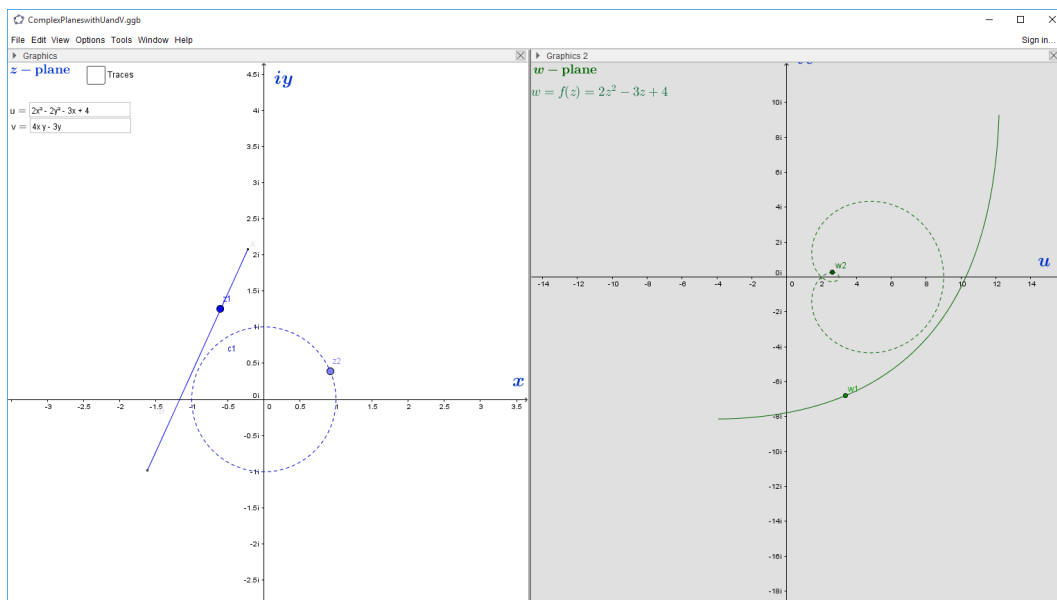 ComplexPlaneswithUandV.ggb
File Edit View Options Tools Window Help
Sign in...
Graphics
z – plane
Traces
iy
u = 2x² - 2y² - 3x + 4
v = 4x y - 3y
4.5i
4i
3.5i
3i
2.5i
2i
1.5i
1i
0.5i
0i
-0.5i
-1i
-1.5i
-2i
-2.5i
-3 -2.5 -2 -1.5 -1 -0.5 0 0.5 1 1.5 2 2.5 3 3.5
x
A
z1
c1
z2
Graphics 2
w – plane
w = f(z) = 2z² − 3z + 4
10i
8i
6i
4i
2i
0i
-2i
-4i
-6i
-8i
-10i
-12i
-14i
-16i
-18i
-14 -12 -10 -8 -6 -4 -2 0 2 4 6 8 10 12 14
u
w2
w1